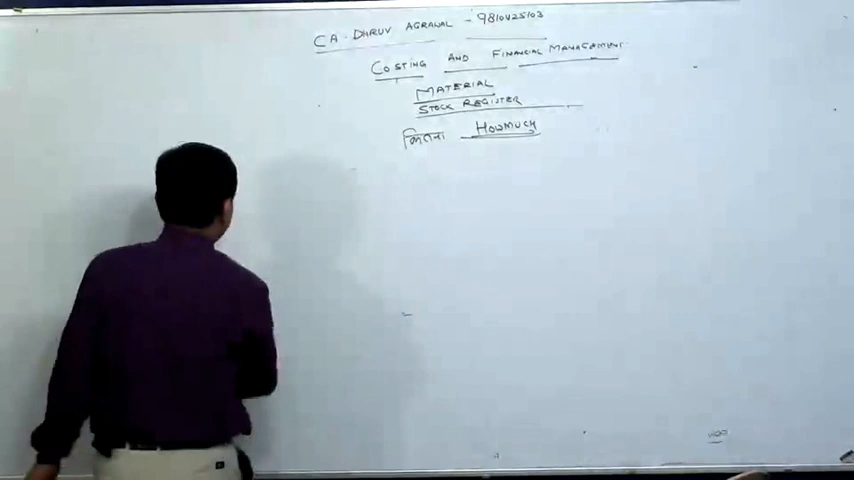 CA. DHRUV AGRAWAL - 9810425103
COSTING AND FINANCIAL MANAGEMENT
MATERIAL
STOCK REGISTER
कितना HOWMUCH